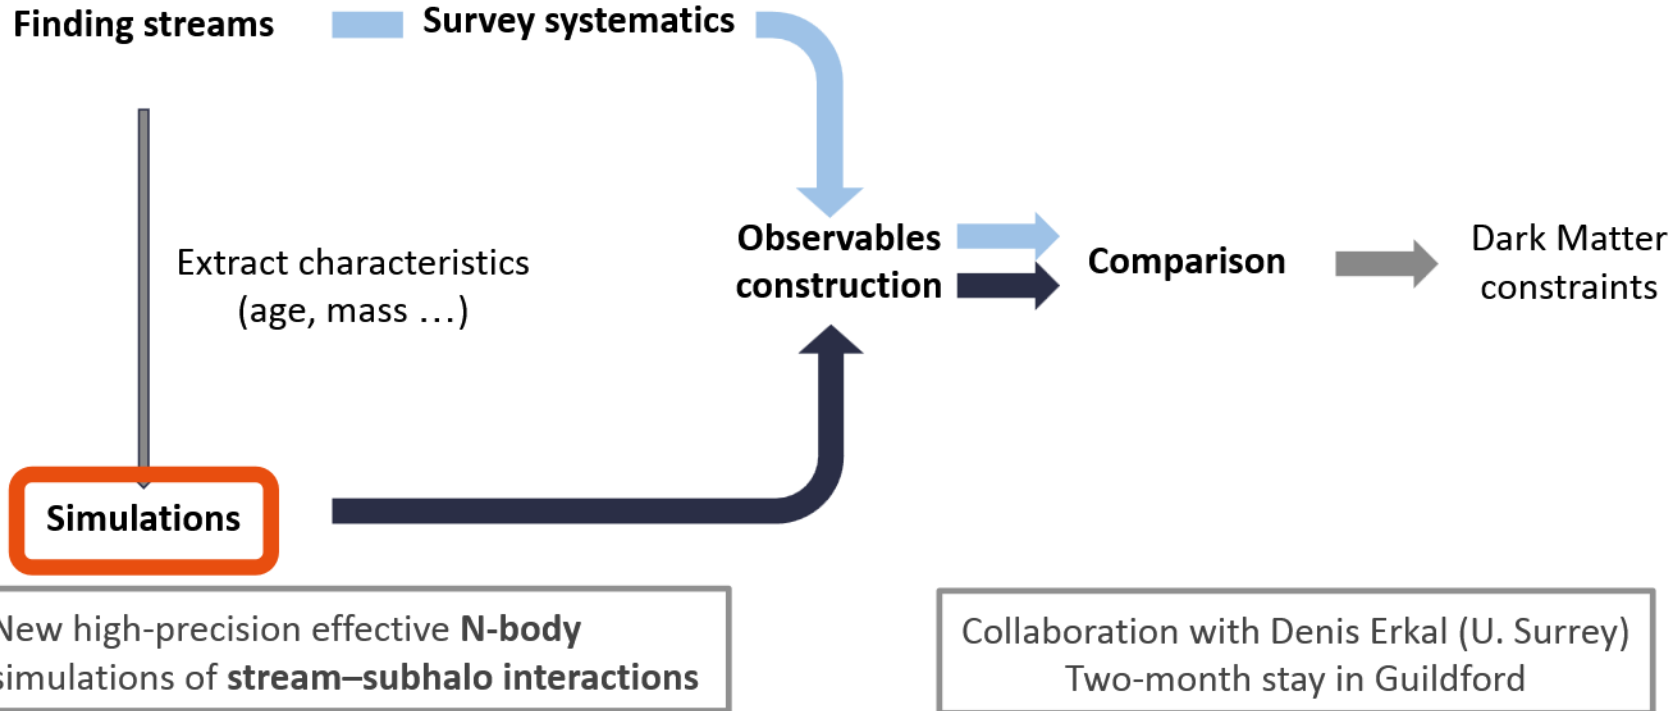 Finding streams
Survey systematics
Extract characteristics
(age, mass …)
Observables
construction
Comparison
Dark Matter
constraints
Simulations
New high-precision effective N-body
simulations of stream–subhalo interactions
Collaboration with Denis Erkal (U. Surrey)
Two-month stay in Guildford